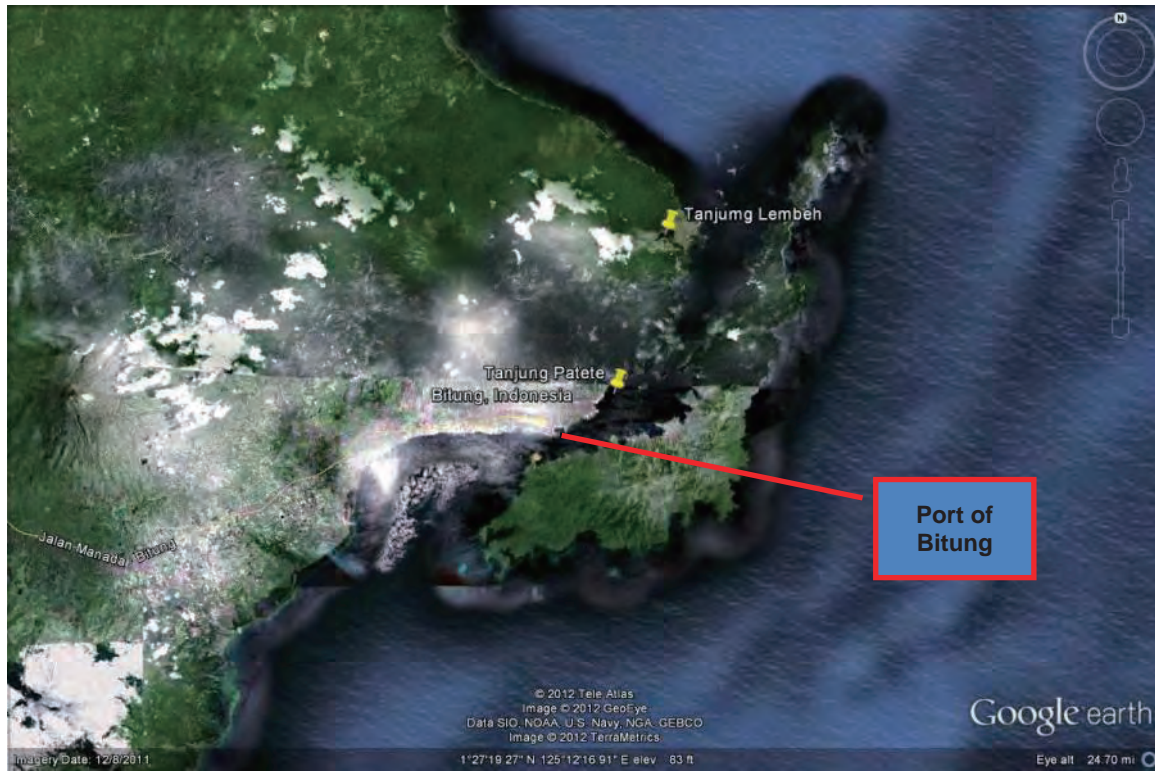 N
Tanjumg Lembeh
Tanjung Patete
Bitung, Indonesia
Port of
Bitung
Jalan Manada, Bitung
© 2012 Tele Atlas
Image © 2012 GeoEye
Data SIO, NOAA, U.S. Navy, NGA, GEBCO
Image © 2012 TerraMetrics
Google earth
Imagery Date: 12/8/2011
1°27'19.27" N 125°12'16.91" E elev 83 ft
Eye alt 24.70 mi